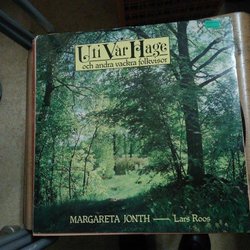 Uti Vår Hage
och andra vackra folkvisor
MARGARETA JONTH — Lars Roos